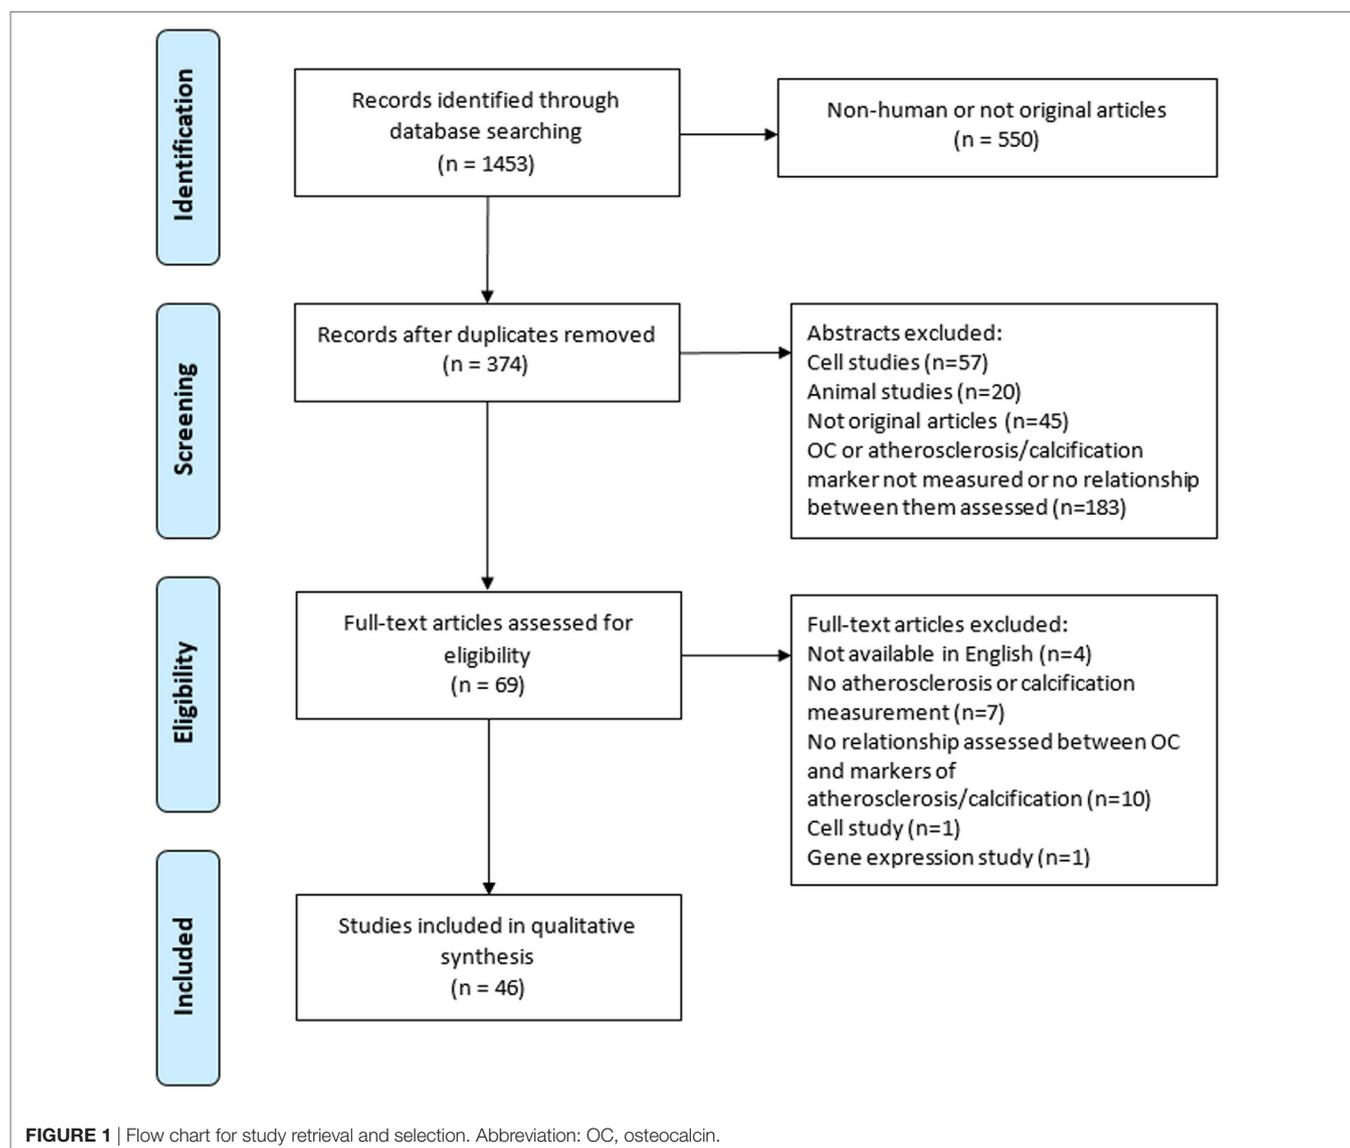 Identification
Records identified through
database searching
(n = 1453)
Non-human or not original articles
(n = 550)
Screening
Records after duplicates removed
(n = 374)
Abstracts excluded:
Cell studies (n=57)
Animal studies (n=20)
Not original articles (n=45)
OC or atherosclerosis/calcification
marker not measured or no relationship
between them assessed (n=183)
Eligibility
Full-text articles assessed for
eligibility
(n = 69)
Full-text articles excluded:
Not available in English (n=4)
No atherosclerosis or calcification
measurement (n=7)
No relationship assessed between OC
and markers of
atherosclerosis/calcification (n=10)
Cell study (n=1)
Gene expression study (n=1)
Included
Studies included in qualitative
synthesis
(n = 46)
FIGURE 1 | Flow chart for study retrieval and selection. Abbreviation: OC, osteocalcin.